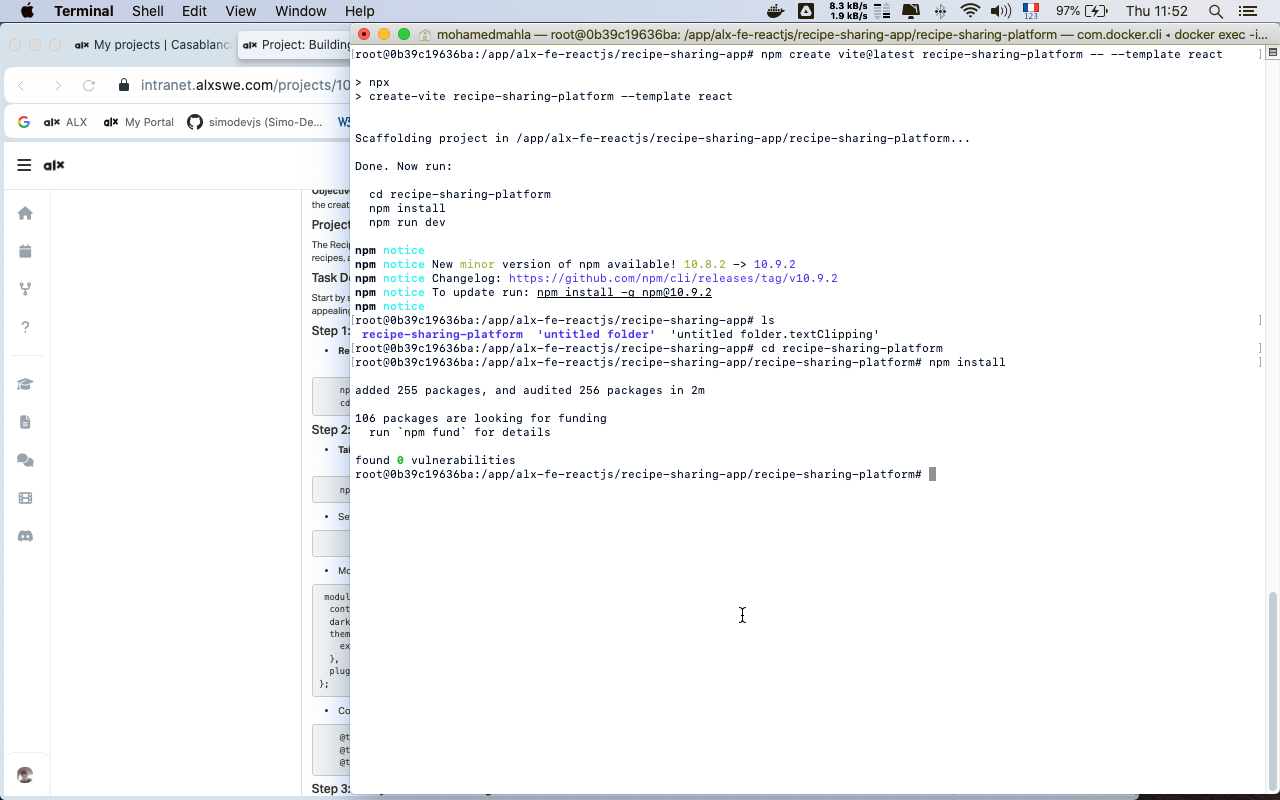 Terminal Shell Edit View Window Help
8.3 kB/s
1.9 kB/s
123
97%
Thu 11:52
alx My projects | Casablanc
alx Project: Building
mohamedmahla — root@0b39c19636ba: /app/alx-fe-reactjs/recipe-sharing-app/recipe-sharing-platform — com.docker.cli ◂ docker exec -i...
intranet.alxswe.com/projects/10
alx ALX
alx My Portal
simodevjs (Simo-De...
alx
the creat
Projec
The Reci
recipes, a
Task De
Start by s
appealing
Step 1:
• Re
np
cd
Step 2:
• Tai
np
• Se
• Mo
modul
cont
dark
them
ex
},
plug
};
• Co
@t
@t
@t
Step 3:
[root@0b39c19636ba:/app/alx-fe-reactjs/recipe-sharing-app# npm create vite@latest recipe-sharing-platform -- --template react ]
> npx
> create-vite recipe-sharing-platform --template react
Scaffolding project in /app/alx-fe-reactjs/recipe-sharing-app/recipe-sharing-platform...
Done. Now run:
cd recipe-sharing-platform
npm install
npm run dev
npm notice
npm notice New minor version of npm available! 10.8.2 -> 10.9.2
npm notice Changelog: https://github.com/npm/cli/releases/tag/v10.9.2
npm notice To update run: npm install -g npm@10.9.2
npm notice
[root@0b39c19636ba:/app/alx-fe-reactjs/recipe-sharing-app# ls ]
recipe-sharing-platform 'untitled folder' 'untitled folder.textClipping'
[root@0b39c19636ba:/app/alx-fe-reactjs/recipe-sharing-app# cd recipe-sharing-platform ]
[root@0b39c19636ba:/app/alx-fe-reactjs/recipe-sharing-app/recipe-sharing-platform# npm install ]
added 255 packages, and audited 256 packages in 2m
106 packages are looking for funding
run `npm fund` for details
found 0 vulnerabilities
root@0b39c19636ba:/app/alx-fe-reactjs/recipe-sharing-app/recipe-sharing-platform#